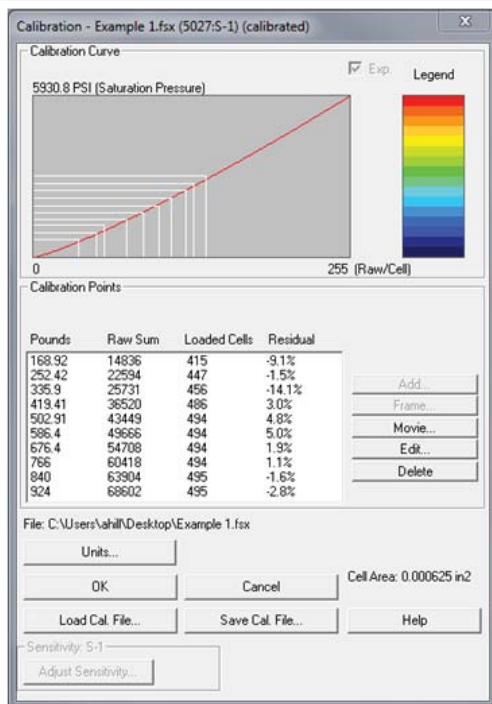 Calibration - Example 1.fsx (5027:S-1) (calibrated)
Calibration Curve
Exp. Legend
5930.8 PSI (Saturation Pressure)
0 255 (Raw/Cell)
Calibration Points
Pounds Raw Sum Loaded Cells Residual
168.92 14836 415 -9.1%
252.42 22594 447 -1.5%
335.9 25731 456 -14.1%
419.41 36520 486 3.0%
502.91 43449 494 4.8%
586.4 49666 494 5.0%
676.4 54708 494 1.9%
766 60418 494 1.1%
840 63904 495 -1.6%
924 68602 495 -2.8%
Add...
Frame...
Movie...
Edit...
Delete
File: C:\Users\ahill\Desktop\Example 1.fsx
Units...
OK Cancel Cell Area: 0.000625 in2
Load Cal. File... Save Cal. File... Help
Sensitivity: S-1
Adjust Sensitivity...